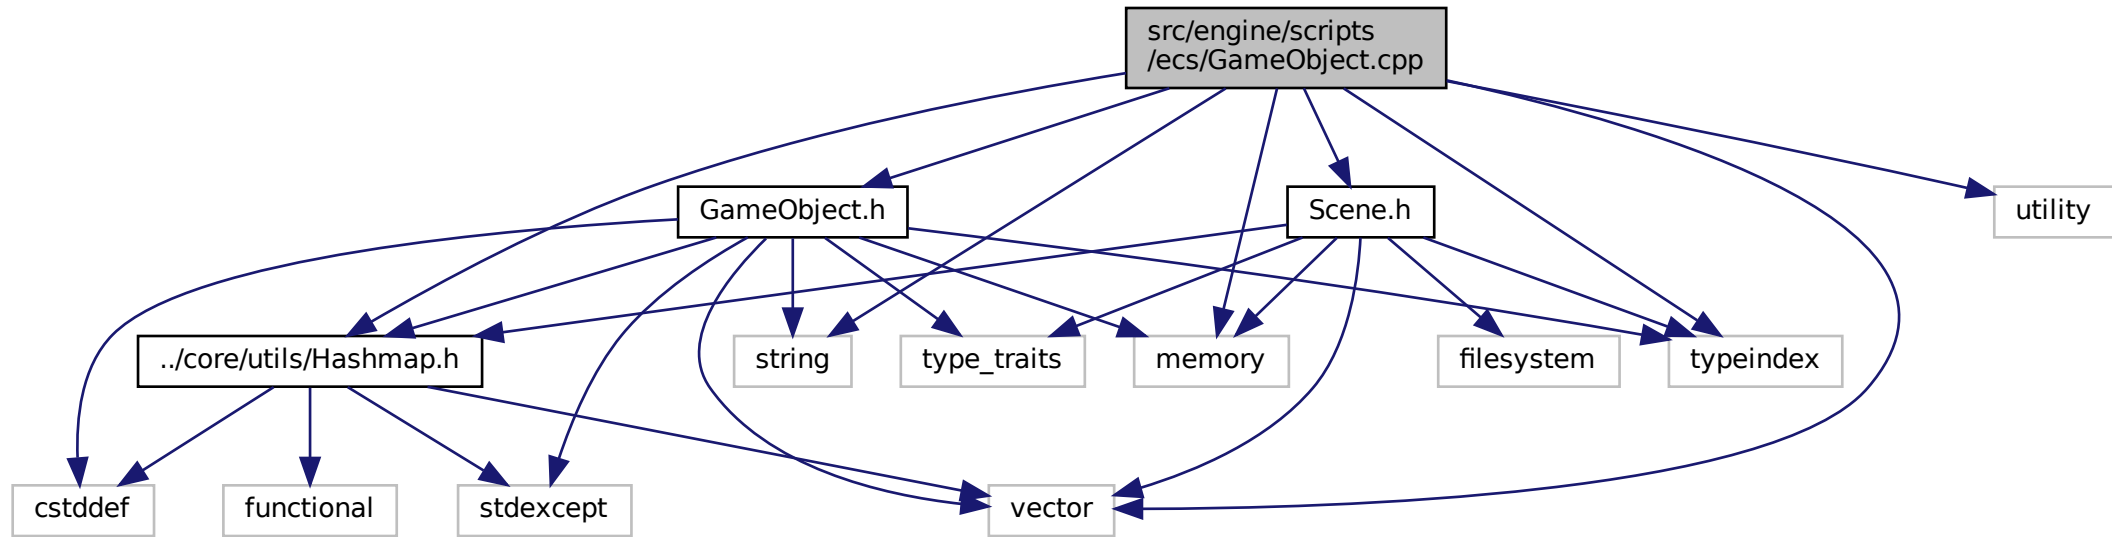 src/engine/scripts
/ecs/GameObject.cpp
GameObject.h
Scene.h
utility
../core/utils/Hashmap.h
string
type_traits
memory
filesystem
typeindex
cstddef
functional
stdexcept
vector